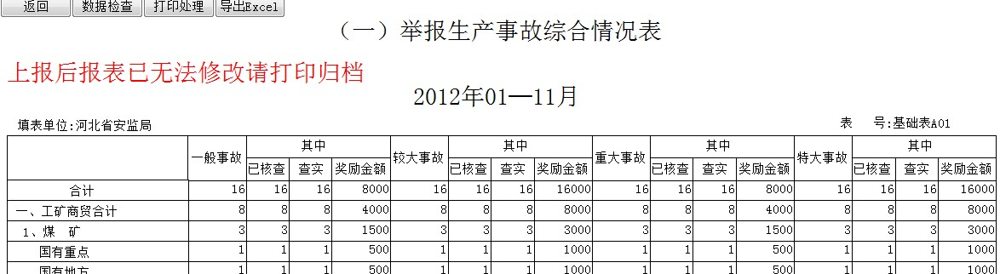 返回 数据检查 打印处理 导出Excel
（一）举报生产事故综合情况表
上报后报表已无法修改请打印归档
2012年01—11月
填表单位:河北省安监局 表 号:基础表A01
一般事故 其中 较大事故 其中 重大事故 其中 特大事故 其中
已核查 查实 奖励金额 已核查 查实 奖励金额 已核查 查实 奖励金额 已核查 查实 奖励金额
合计 16 16 16 8000 16 16 16 16000 16 16 16 8000 16 16 16 16000
一、工矿商贸合计 8 8 8 4000 8 8 8 8000 8 8 8 4000 8 8 8 8000
1、煤 矿 3 3 3 1500 3 3 3 3000 3 3 3 1500 3 3 3 3000
国有重点 1 1 1 500 1 1 1 1000 1 1 1 500 1 1 1 1000
国有地方 1 1 1 500 1 1 1 1000 1 1 1 500 1 1 1 1000